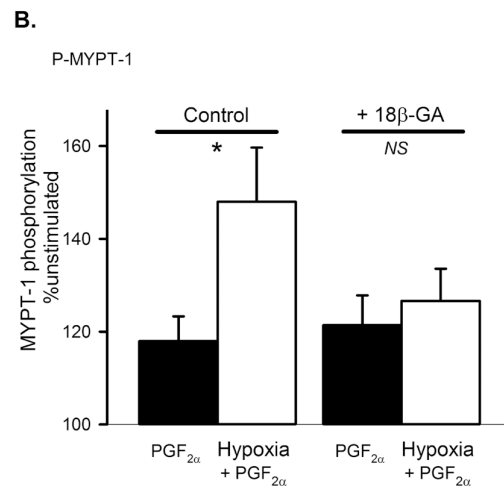 B.
P-MYPT-1
Control
+ 18β-GA
*
NS
MYPT-1 phosphorylation
%unstimulated
160
140
120
100
PGF2α
Hypoxia
+ PGF2α
PGF2α
Hypoxia
+ PGF2α